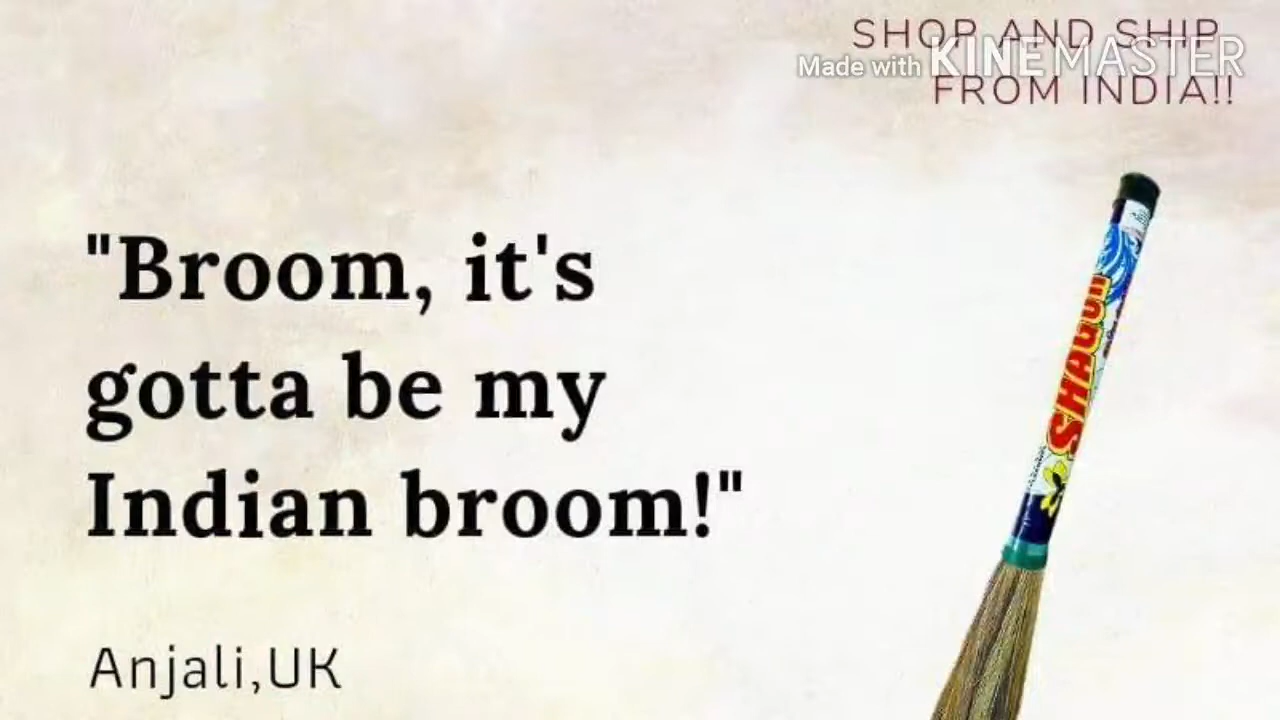 SHOP AND SHIP
Made with KINEMASTER
FROM INDIA!!
"Broom, it's
gotta be my
Indian broom!"
SHAGUN
Anjali,UK